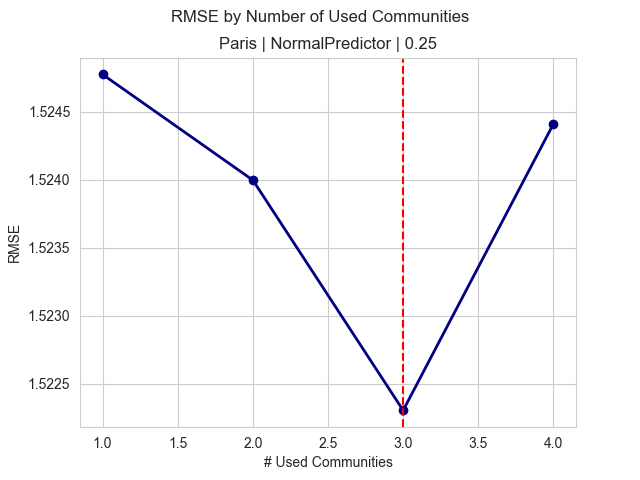 RMSE by Number of Used Communities
Paris | NormalPredictor | 0.25
1.5245
1.5240
1.5235
1.5230
1.5225
RMSE
1.0 1.5 2.0 2.5 3.0 3.5 4.0
# Used Communities